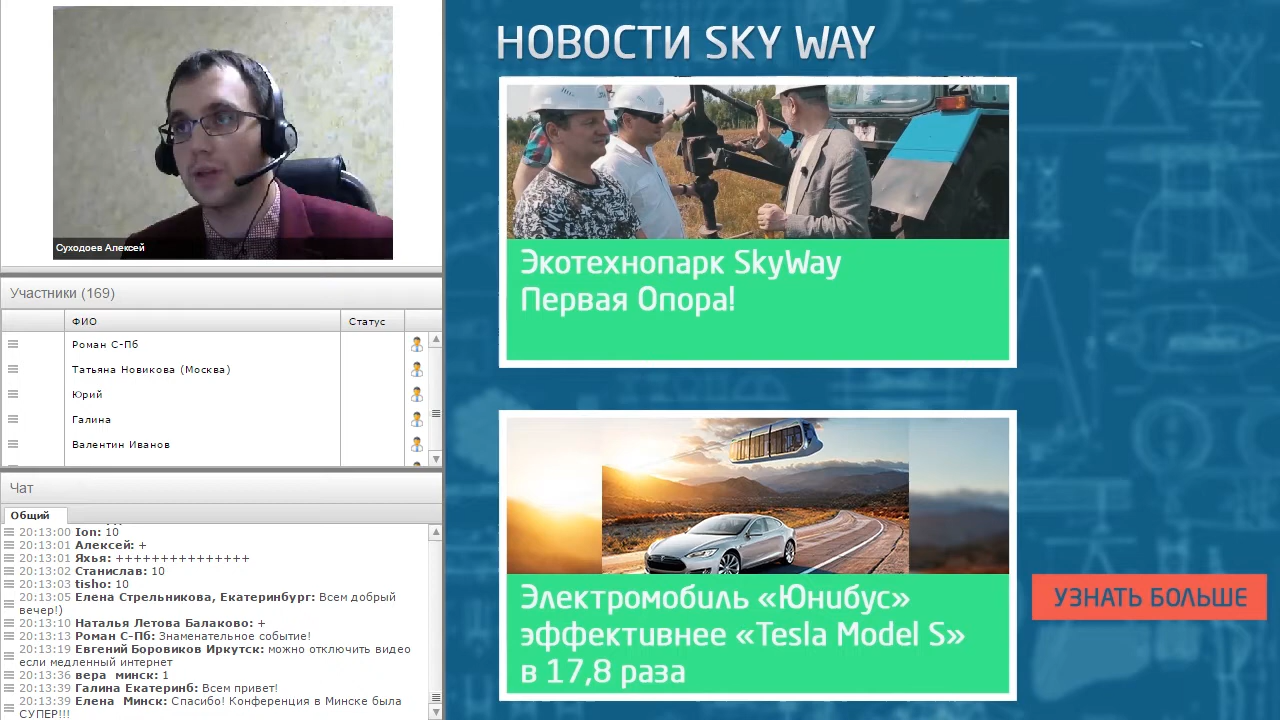 Суходоев Алексей
Участники (169)
ФИО
Статус
Роман С-Пб
Татьяна Новикова (Москва)
Юрий
Галина
Валентин Иванов
Чат
Общий
20:13:00 Ion: 10
20:13:01 Алексей: +
20:13:01 Яхья: +++++++++++++++
20:13:02 Станислав: 10
20:13:03 tisho: 10
20:13:05 Елена Стрельникова, Екатеринбург: Всем добрый
вечер!)
20:13:10 Наталья Летова Балаково: +
20:13:13 Роман С-Пб: Знаменательное событие!
20:13:19 Евгений Боровиков Иркутск: можно отключить видео
если медленный интернет
20:13:36 вера минск: 1
20:13:39 Галина Екатеринб: Всем привет!
20:13:39 Елена Минск: Спасибо! Конференция в Минске была
СУПЕР!!!
НОВОСТИ SKY WAY
Экотехнопарк SkyWay
Первая Опора!
Электромобиль «Юнибус»
эффективнее «Tesla Model S»
в 17,8 раза
УЗНАТЬ БОЛЬШЕ